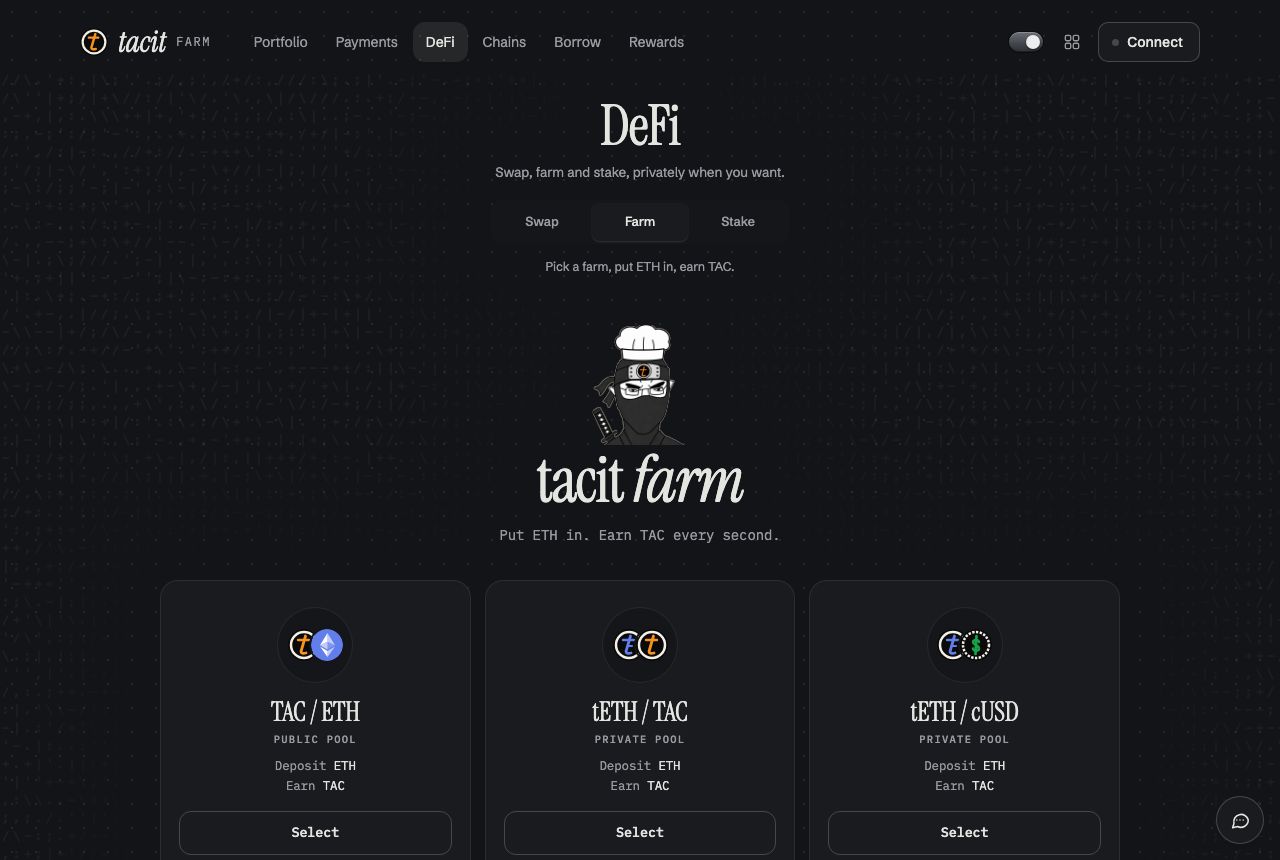 tacit FARM Portfolio Payments DeFi Chains Borrow Rewards Connect
DeFi
Swap, farm and stake, privately when you want.
Swap Farm Stake
Pick a farm, put ETH in, earn TAC.
tacit farm
Put ETH in. Earn TAC every second.
TAC / ETH
PUBLIC POOL
Deposit ETH
Earn TAC
Select
tETH / TAC
PRIVATE POOL
Deposit ETH
Earn TAC
Select
tETH / cUSD
PRIVATE POOL
Deposit ETH
Earn TAC
Select